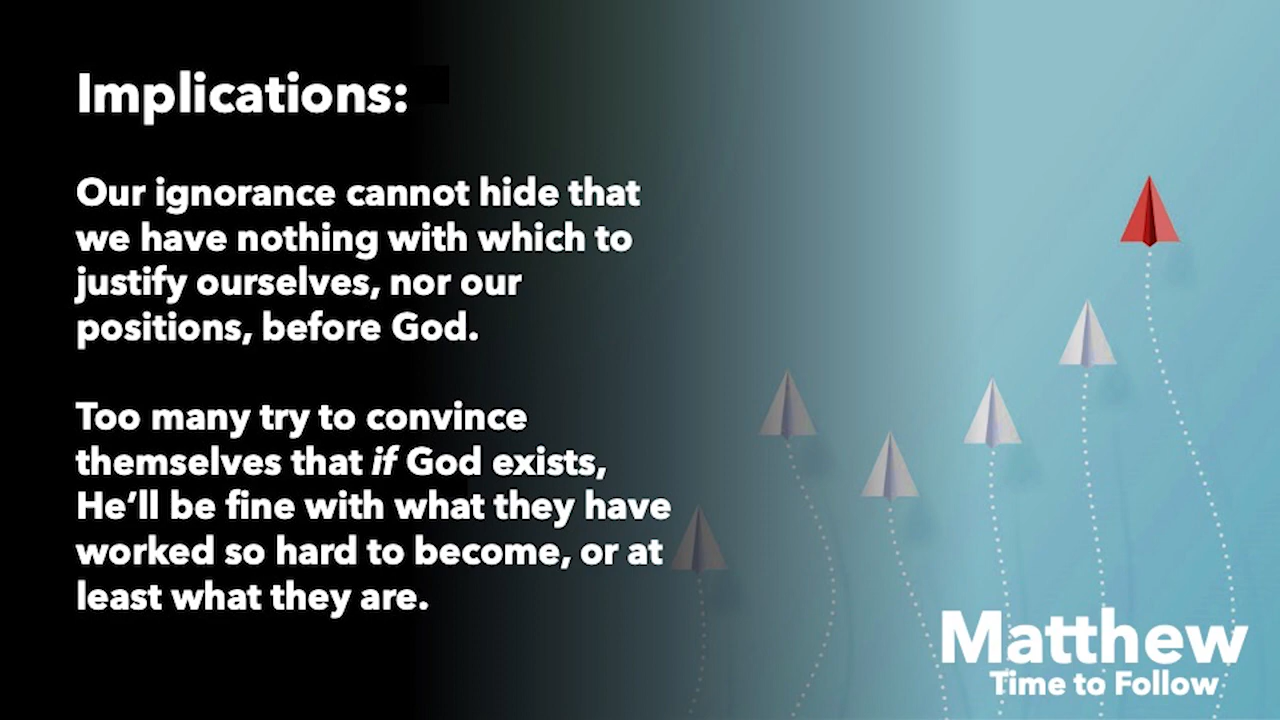 Implications:
Our ignorance cannot hide that
we have nothing with which to
justify ourselves, nor our
positions, before God.
Too many try to convince
themselves that if God exists,
He’ll be fine with what they have
worked so hard to become, or at
least what they are.
Matthew
Time to Follow